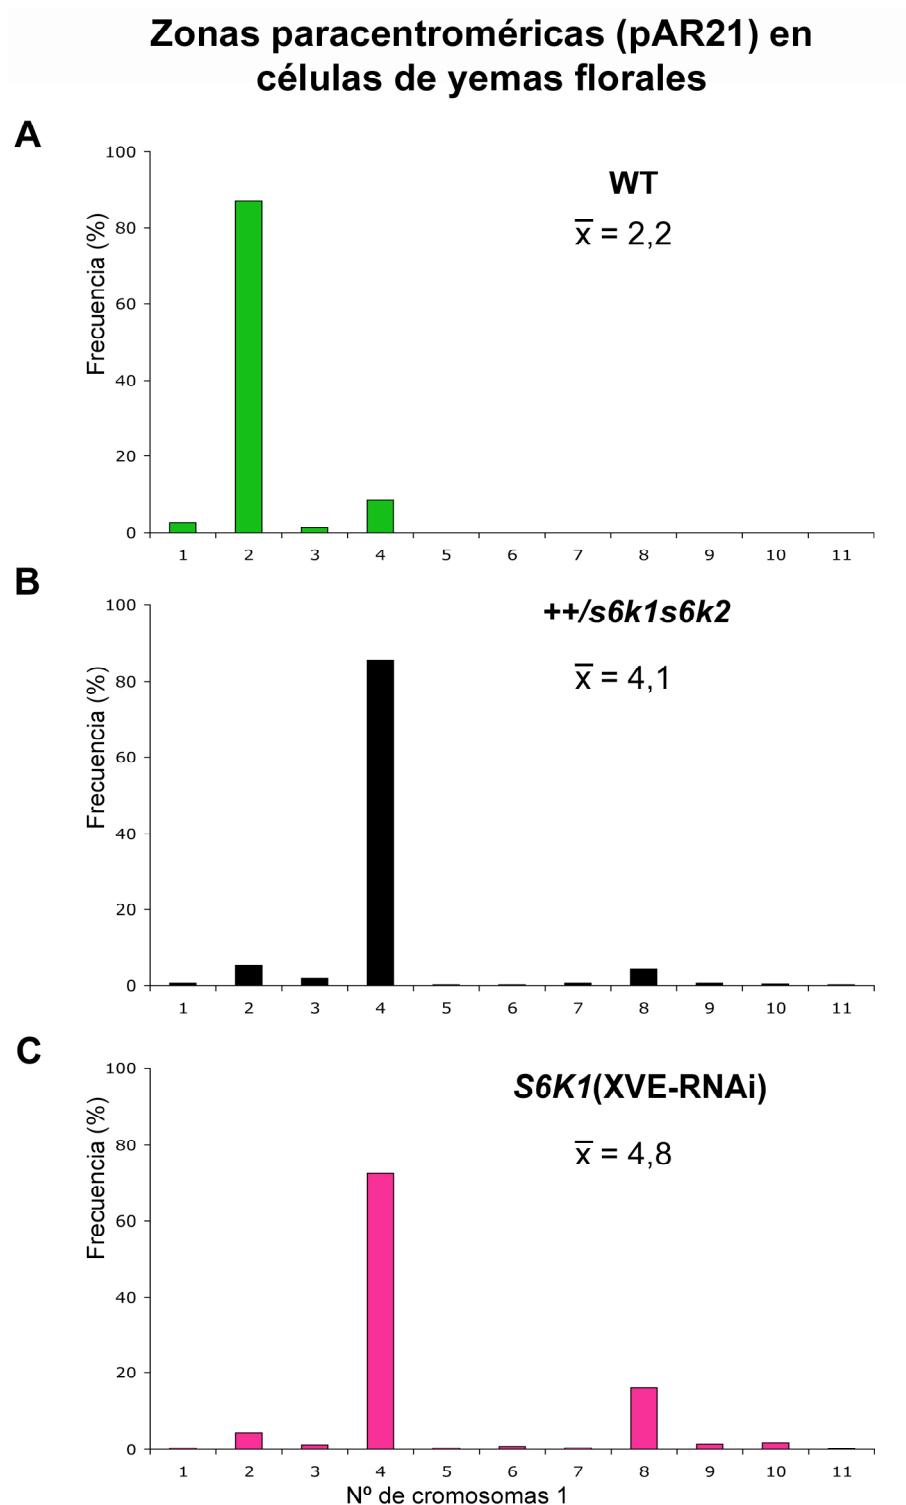 Zonas paracentroméricas (pAR21) en
células de yemas florales
A
WT
x̅ = 2,2
Frecuencia (%)
100
80
60
40
20
0
1 2 3 4 5 6 7 8 9 10 11
B
++/s6k1s6k2
x̅ = 4,1
Frecuencia (%)
100
80
60
40
20
0
1 2 3 4 5 6 7 8 9 10 11
C
S6K1(XVE-RNAi)
x̅ = 4,8
Frecuencia (%)
100
80
60
40
20
0
1 2 3 4 5 6 7 8 9 10 11
Nº de cromosomas 1